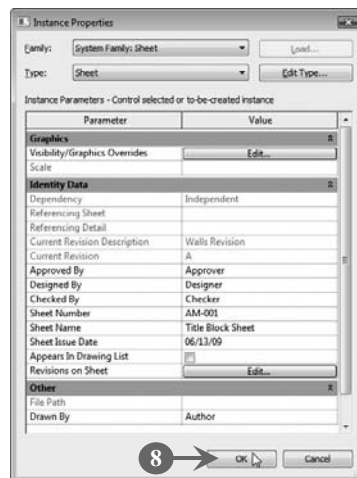 Instance Properties
Family: System Family: Sheet Load...
Type: Sheet Edit Type...
Instance Parameters - Control selected or to-be-created instance
Parameter Value
Graphics
Visibility/Graphics Overrides Edit...
Scale
Identity Data
Dependency Independent
Referencing Sheet
Referencing Detail
Current Revision Description Walls Revision
Current Revision A
Approved By Approver
Designed By Designer
Checked By Checker
Sheet Number AM-001
Sheet Name Title Block Sheet
Sheet Issue Date 06/13/09
Appears In Drawing List
Revisions on Sheet Edit...
Other
File Path
Drawn By Author
8 OK Cancel